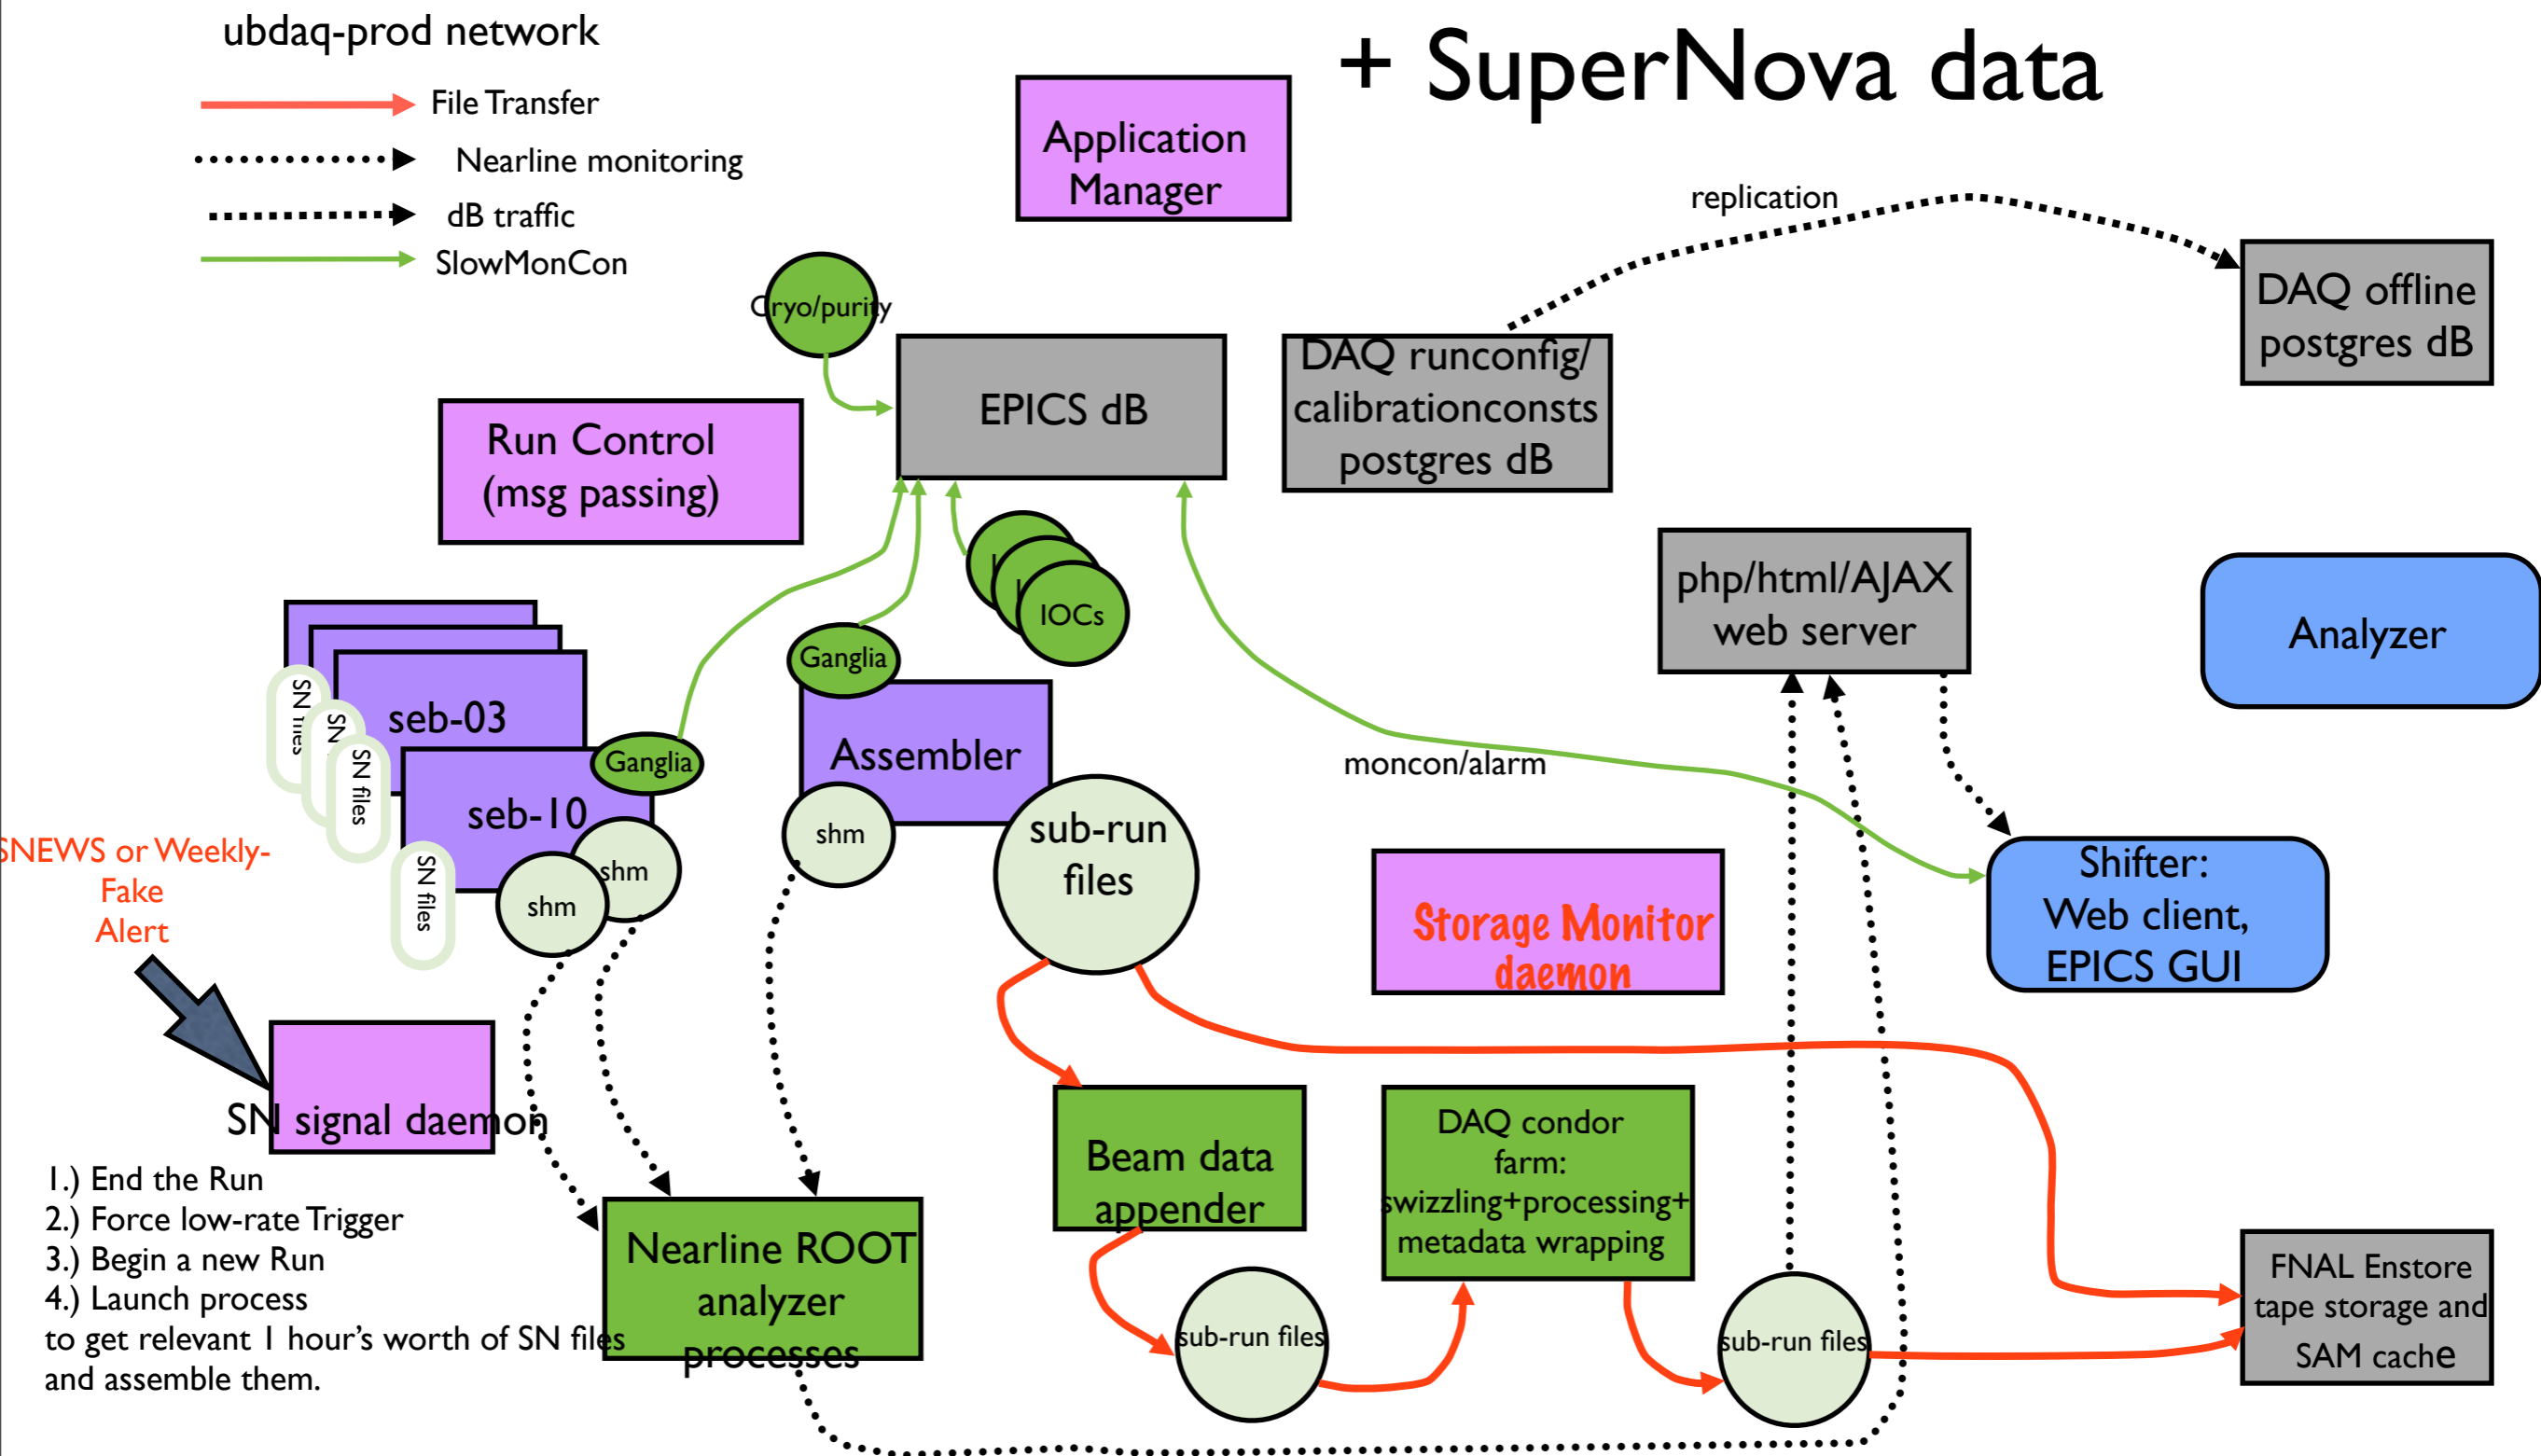 ubdaq-prod network
+ SuperNova data
File Transfer
Nearline monitoring
dB traffic
SlowMonCon
Application
Manager
replication
DAQ offline
postgres dB
Cryo/purity
EPICS dB
DAQ runconfig/
calibrationconsts
postgres dB
Run Control
(msg passing)
IOCs
php/html/AJAX
web server
Analyzer
Ganglia
Assembler
shm
sub-run
files
seb-03
Ganglia
seb-10
shm
shm
SN files
SN
SN files
SN files
moncon/alarm
Shifter:
Web client,
EPICS GUI
Storage Monitor
daemon
SNEWS or Weekly-
Fake
Alert
SN signal daemon
1.) End the Run
2.) Force low-rate Trigger
3.) Begin a new Run
4.) Launch process
to get relevant 1 hour's worth of SN files
and assemble them.
Nearline ROOT
analyzer
processes
Beam data
appender
DAQ condor
farm:
swizzling+processing+
metadata wrapping
sub-run files
sub-run files
FNAL Enstore
tape storage and
SAM cache